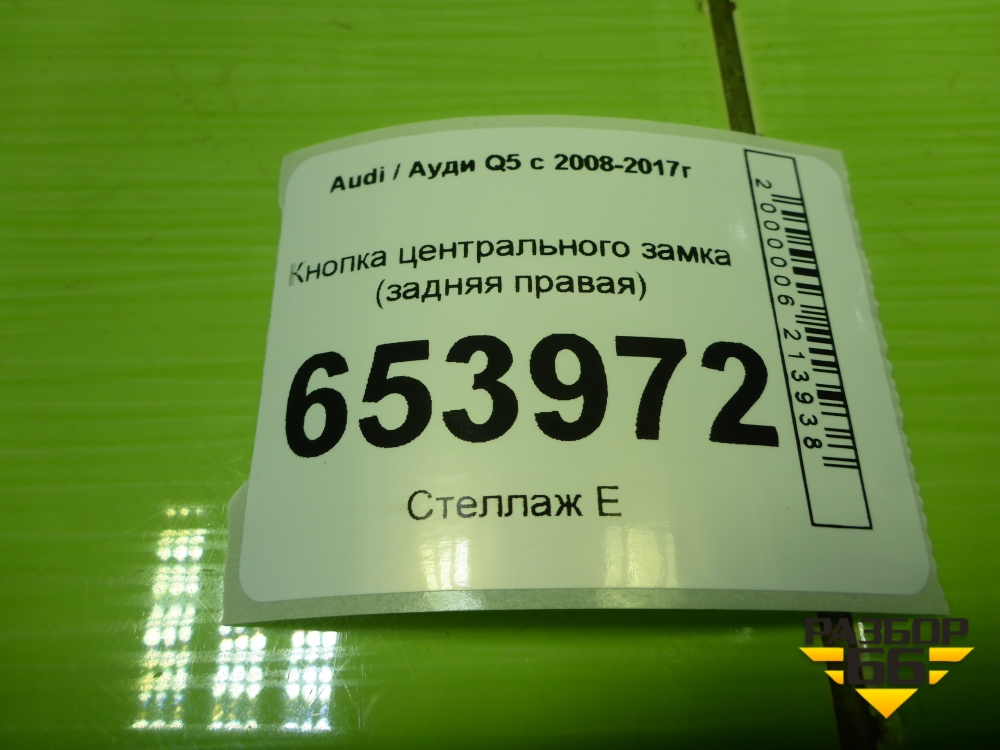 Audi / Ауди Q5 с 2008-2017г
Кнопка центрального замка
(задняя правая)
653972
Стеллаж Е
2000006213938
РАЗБОР
66